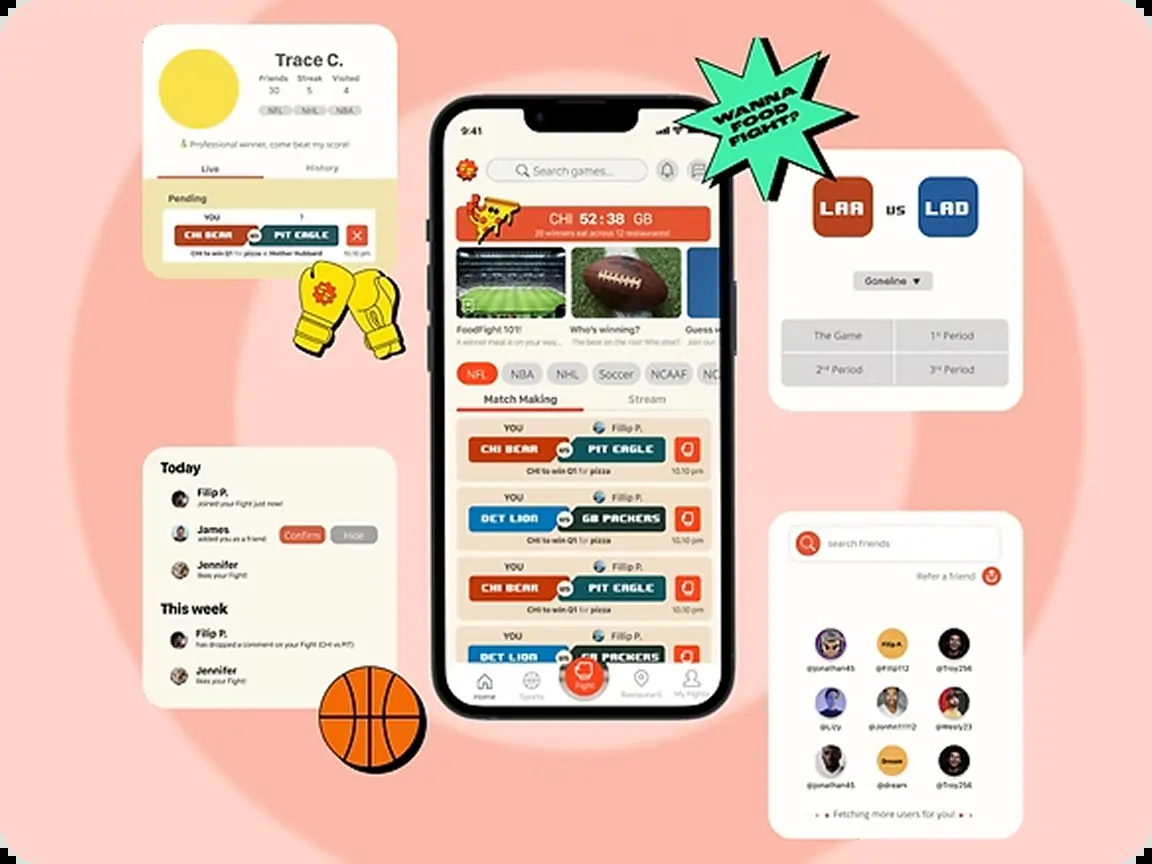 Trace C.
Friends Streak Visited
30 5 4
NFL NHL NBA
Professional winner, come beat my score!
Live History
Pending
YOU ?
CHI BEAR VS PIT EAGLE
CHI to win Q1 for pizza at Mother Hubbard 10.10 pm
Today
Filip P.
Joined your Fight just now!
James
added you as a friend
Confirm Hide
Jennifer
likes your Fight!
This week
Filip P.
has dropped a comment on your Fight (CHI vs PIT)
Jennifer
likes your Fight!
9:41
Search games...
CHI 52:38 GB
20 winners eat across 12 restaurants!
FoodFight 101! Who's winning? Guess
A winner meal is on your way... The bear on the rise! Who else? Join our
NFL NBA NHL Soccer NCAAF NC
Match Making Stream
YOU Fillip P.
CHI BEAR VS PIT EAGLE
CHI to win Q1 for pizza 10.10 pm
YOU Fillip P.
DET LION VS GB PACKERS
CHI to win Q1 for pizza 10.10 pm
YOU Fillip P.
CHI BEAR VS PIT EAGLE
CHI to win Q1 for pizza 10.10 pm
YOU Fillip P.
DET LION VS GB PACKERS
Home Sports Fight Restaurant My Fights
WANNA
FOOD
FIGHT?
LAA VS LAD
Gameline ▼
The Game 1st Period
2nd Period 3rd Period
search friends
Refer a friend
Filip P.
@jonathan45 @Filip112 @Troy256
@Lizy @Jonhn11112 @Wesly23
Dream
@jonathan45 @dream @Troy256
Fetching more users for you!